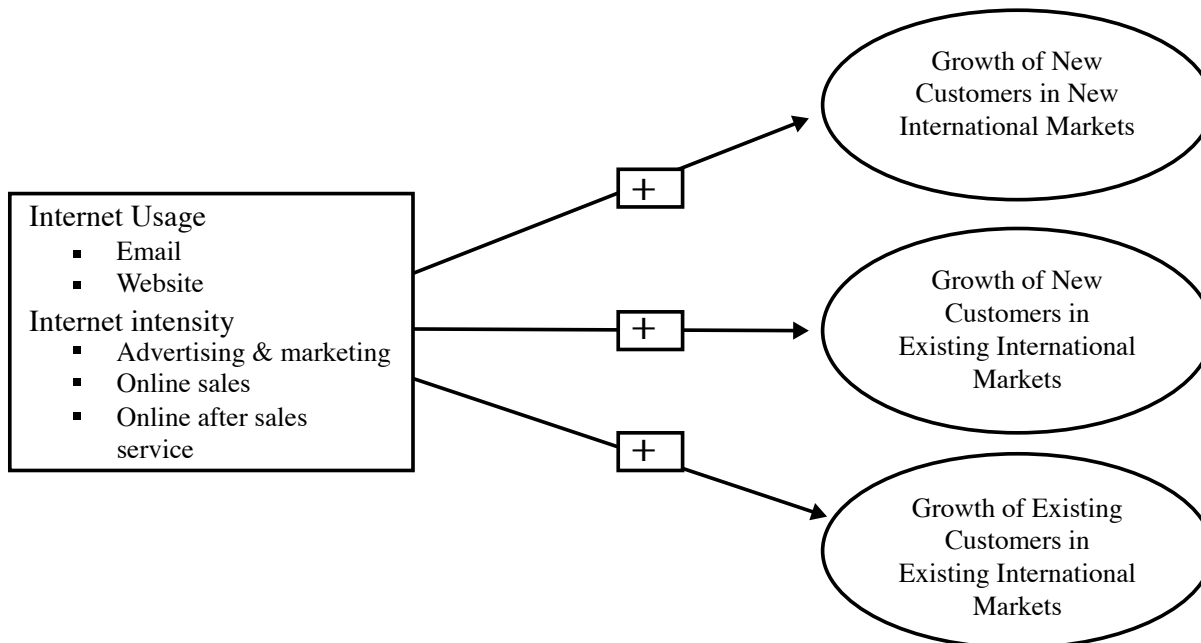 Internet Usage
▪ Email
▪ Website
Internet intensity
▪ Advertising & marketing
▪ Online sales
▪ Online after sales
service
+
+
+
Growth of New
Customers in New
International Markets
Growth of New
Customers in
Existing International
Markets
Growth of Existing
Customers in
Existing International
Markets